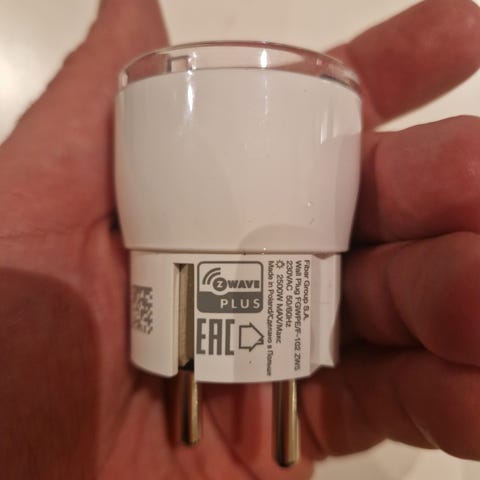 Z WAVE
PLUS
EAC
Fibar Group S.A.
Wall Plug FGWPE/F-102 ZW5
230VAC 50/60Hz
2500W MAX/Макс
Made in Poland/Сделано в Польше